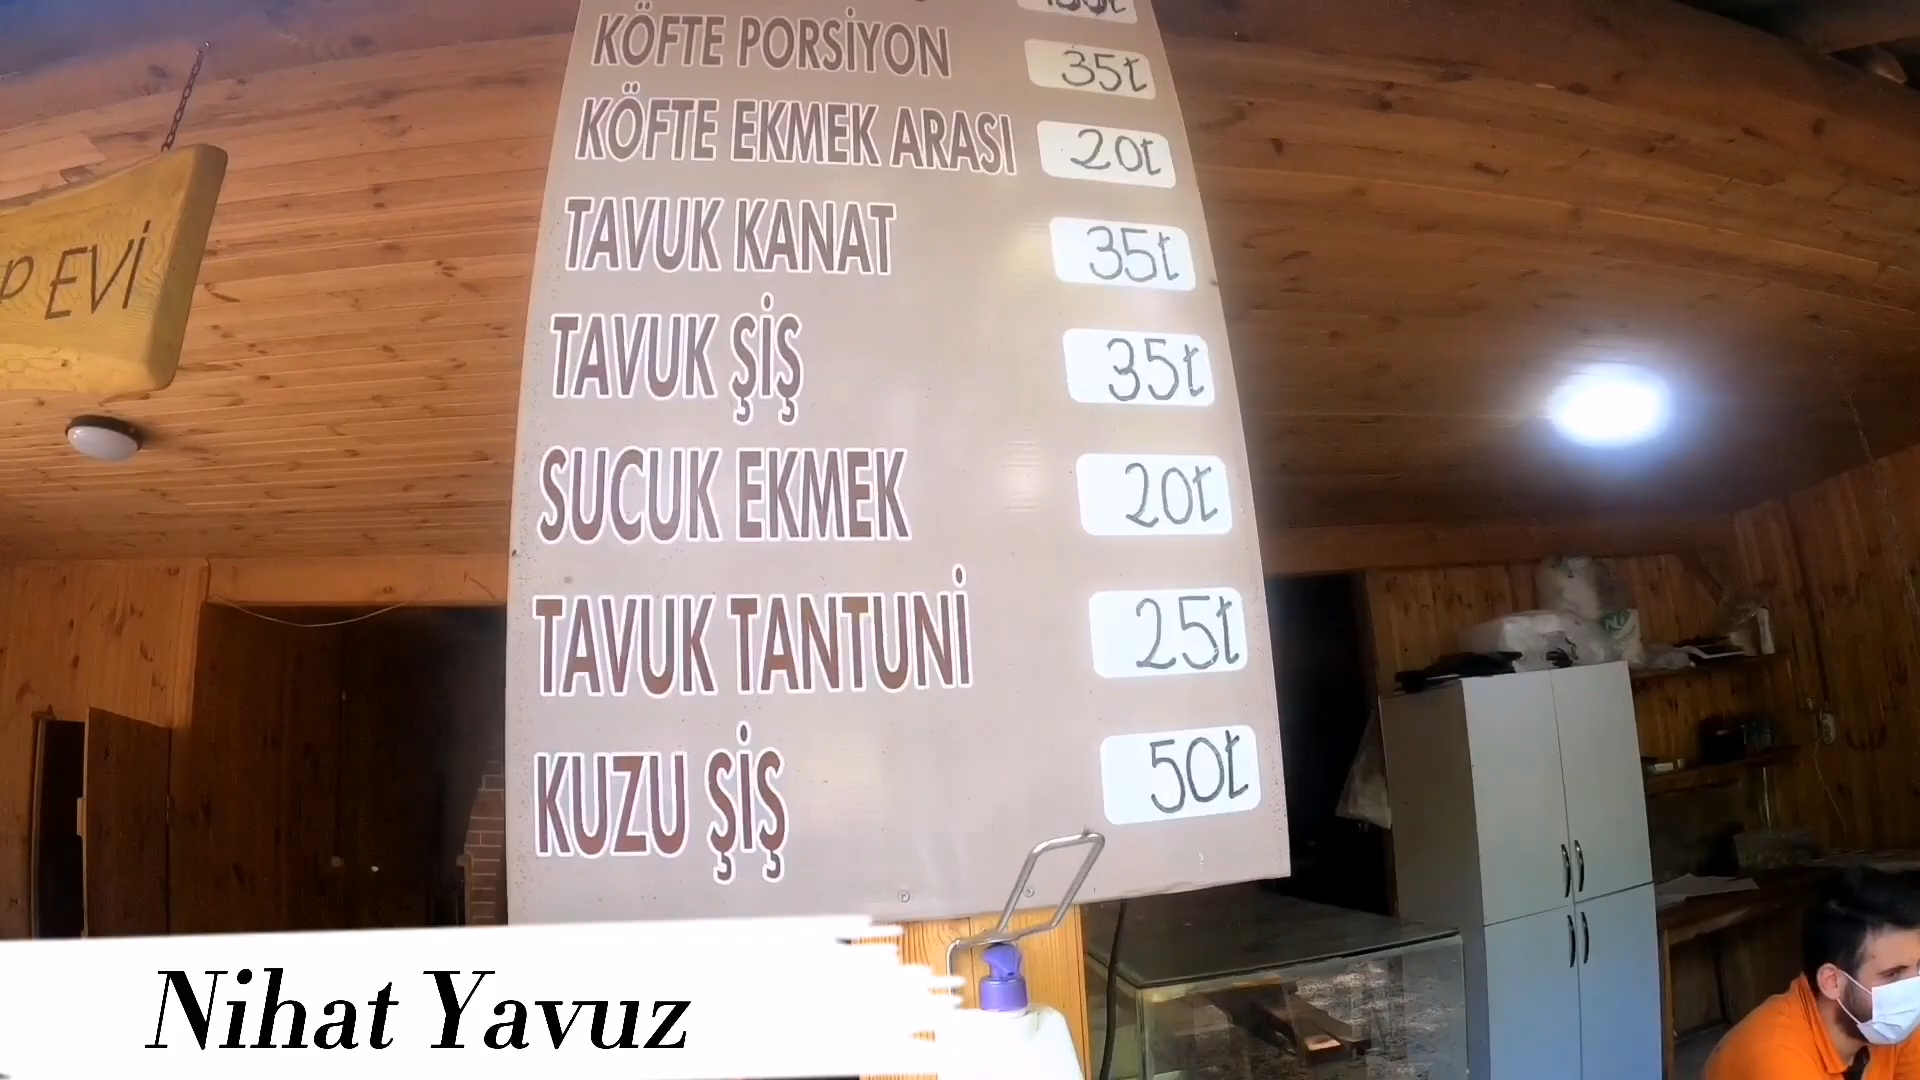 KÖFTE PORSİYON 35₺
KÖFTE EKMEK ARASI 20₺
TAVUK KANAT 35₺
EVİ
TAVUK ŞİŞ 35₺
SUCUK EKMEK 20₺
TAVUK TANTUNİ 25₺
KUZU ŞİŞ 50₺
Nihat Yavuz